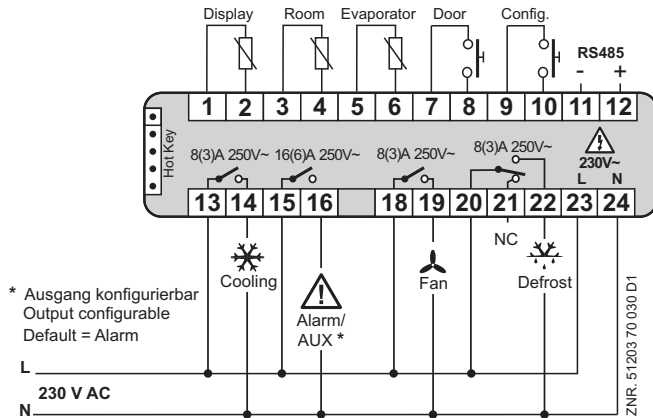 Display Room Evaporator Door Config.
RS485
- +
1 2 3 4 5 6 7 8 9 10 11 12
Hot Key
8(3)A 250V~ 16(6)A 250V~ 8(3)A 250V~ 8(3)A 250V~
230V~
L N
13 14 15 16 18 19 20 21 22 23 24
NC
Cooling
Alarm/
AUX *
Fan
Defrost
* Ausgang konfigurierbar
Output configurable
Default = Alarm
L
230 V AC
N
ZNR. 51203 70 030 D1